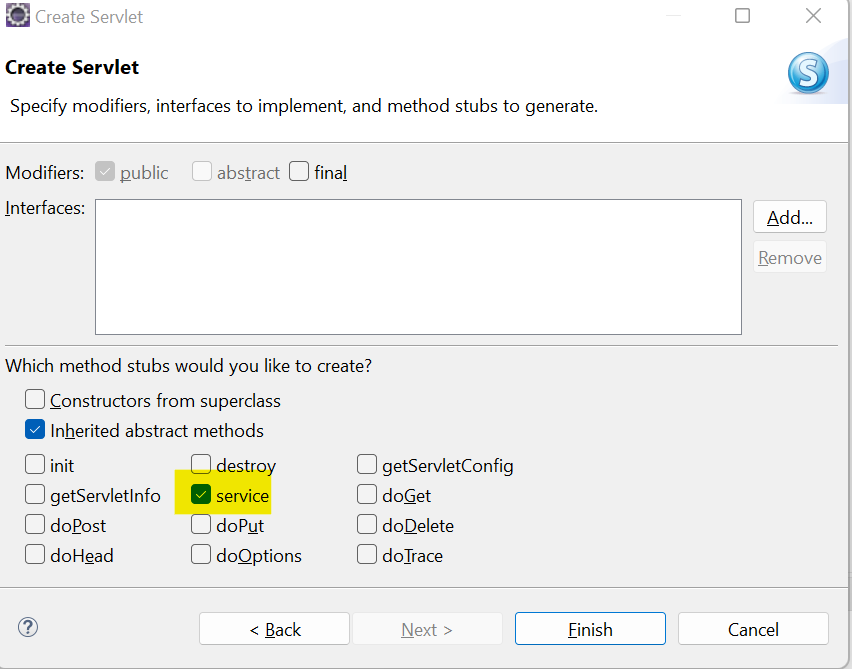 Create Servlet
Create Servlet
Specify modifiers, interfaces to implement, and method stubs to generate.
Modifiers: public abstract final
Interfaces:
Add...
Remove
Which method stubs would you like to create?
Constructors from superclass
Inherited abstract methods
init destroy getServletConfig
getServletInfo service doGet
doPost doPut doDelete
doHead doOptions doTrace
? < Back Next > Finish Cancel